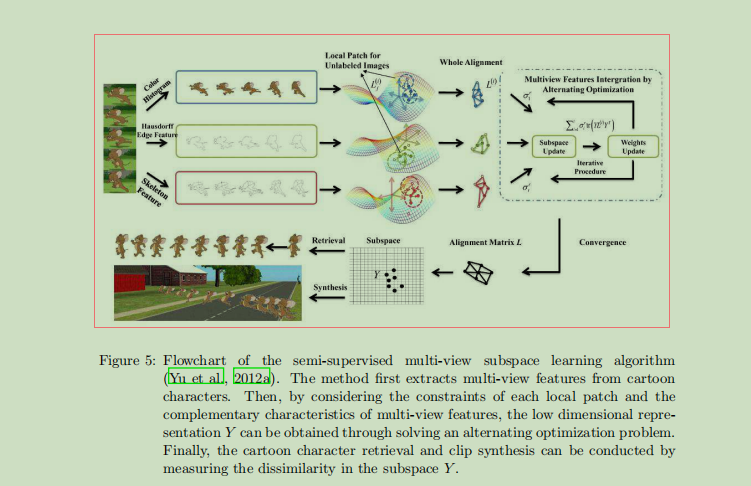 Local Patch for
Unlabeled Images
Whole Alignment
Color
Histogram
Multiview Features Intergration by
Alternating Optimization
Hausdorff
Edge Feature
Subspace
Update
Weights
Update
Iterative
Procedure
Skeleton
Feature
Retrieval
Subspace
Alignment Matrix L
Convergence
Y
Synthesis
Figure 5: Flowchart of the semi-supervised multi-view subspace learning algorithm
(Yu et al., 2012a). The method first extracts multi-view features from cartoon
characters. Then, by considering the constraints of each local patch and the
complementary characteristics of multi-view features, the low dimensional repre-
sentation Y can be obtained through solving an alternating optimization problem.
Finally, the cartoon character retrieval and clip synthesis can be conducted by
measuring the dissimilarity in the subspace Y.